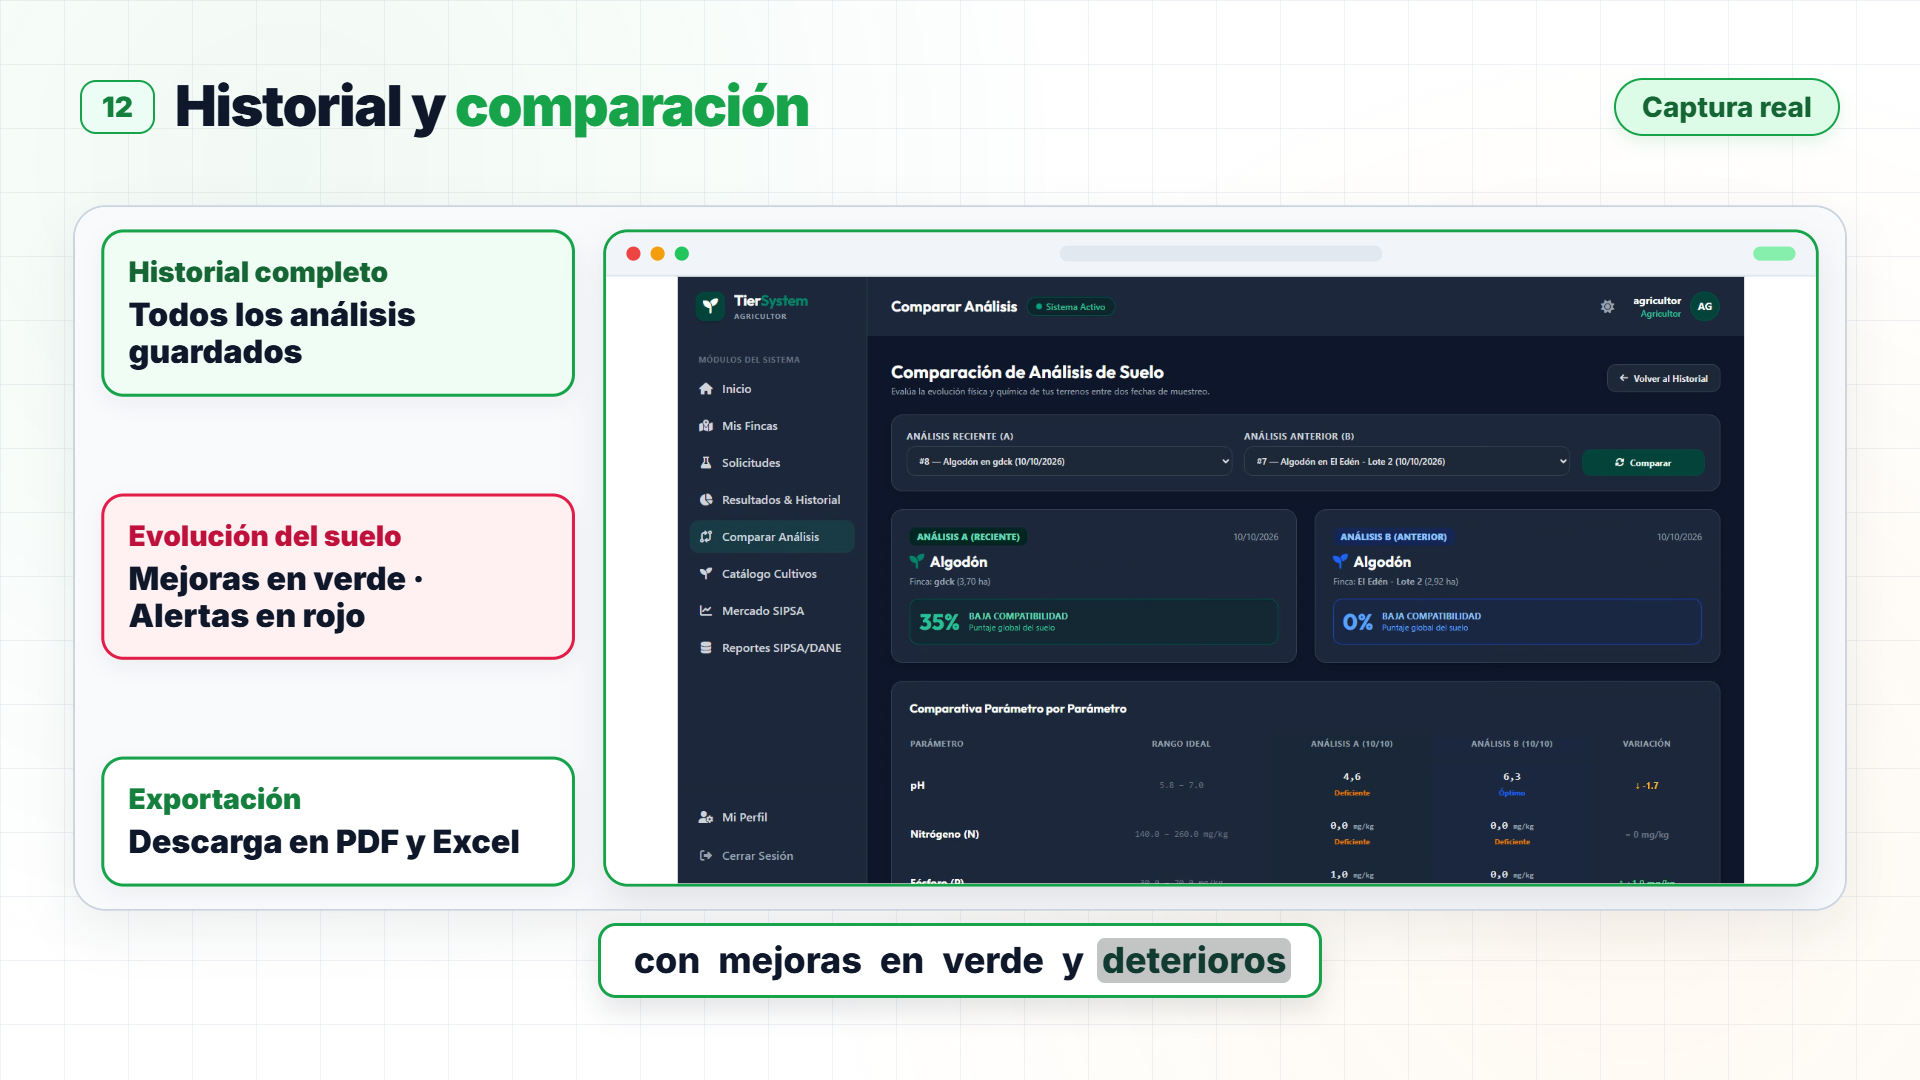 12
Historial y comparación
Captura real
Historial completo
Todos los análisis
guardados
Evolución del suelo
Mejoras en verde ·
Alertas en rojo
Exportación
Descarga en PDF y Excel
TierSystem
AGRICULTOR
MÓDULOS DEL SISTEMA
Inicio
Mis Fincas
Solicitudes
Resultados & Historial
Comparar Análisis
Catálogo Cultivos
Mercado SIPSA
Reportes SIPSA/DANE
Mi Perfil
Cerrar Sesión
Comparar Análisis
Sistema Activo
agricultor
Agricultor
AG
Comparación de Análisis de Suelo
Evalúa la evolución física y química de tus terrenos entre dos fechas de muestreo.
← Volver al Historial
ANÁLISIS RECIENTE (A)
#8 — Algodón en gdck (10/10/2026)
ANÁLISIS ANTERIOR (B)
#7 — Algodón en El Edén - Lote 2 (10/10/2026)
Comparar
ANÁLISIS A (RECIENTE)
10/10/2026
Algodón
Finca: gdck (3,70 ha)
35%
BAJA COMPATIBILIDAD
Puntaje global del suelo
ANÁLISIS B (ANTERIOR)
10/10/2026
Algodón
Finca: El Edén - Lote 2 (2,92 ha)
0%
BAJA COMPATIBILIDAD
Puntaje global del suelo
Comparativa Parámetro por Parámetro
PARÁMETRO RANGO IDEAL ANÁLISIS A (10/10) ANÁLISIS B (10/10) VARIACIÓN
pH 5.8 – 7.0 4,6 6,3 ↓ -1.7
Deficiente Óptimo
Nitrógeno (N) 140.0 – 260.0 mg/kg 0,0 mg/kg 0,0 mg/kg = 0 mg/kg
Deficiente Deficiente
Fósforo (P) 1,0 mg/kg 0,0 mg/kg
con mejoras en verde y deterioros